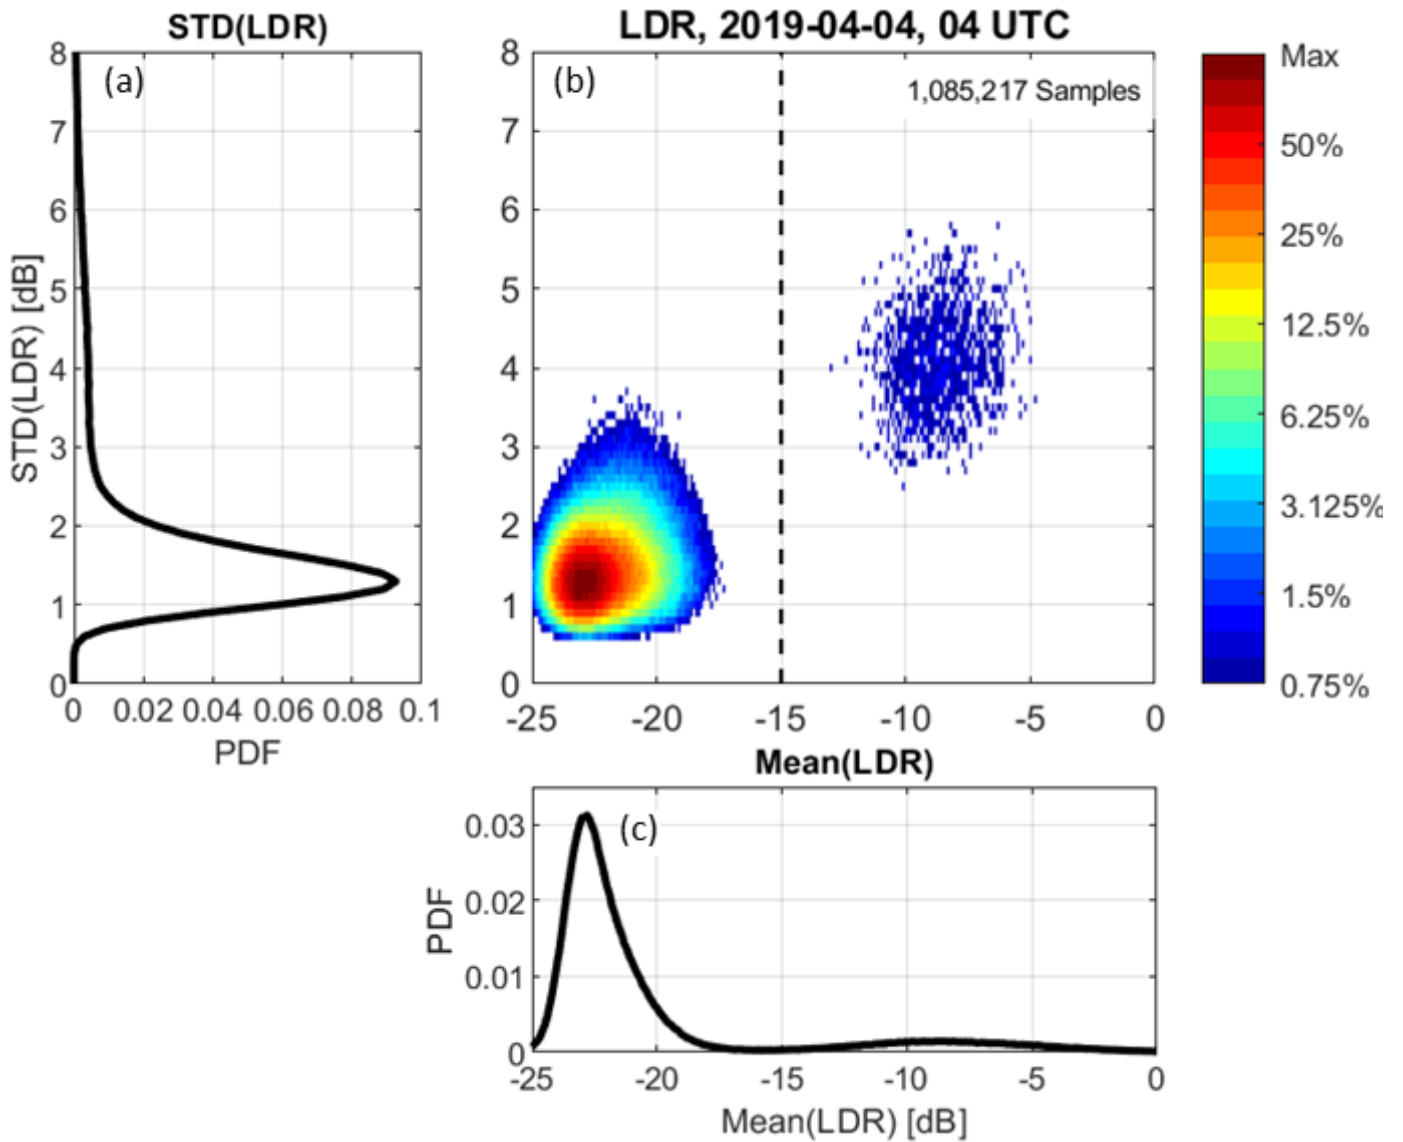 STD(LDR)
LDR, 2019-04-04, 04 UTC
(a)
8
7
6
5
4
3
2
1
0
STD(LDR) [dB]
0 0.02 0.04 0.06 0.08 0.1
PDF
(b)
1,085,217 Samples
8
7
6
5
4
3
2
1
0
-25 -20 -15 -10 -5 0
Mean(LDR)
Max
50%
25%
12.5%
6.25%
3.125%
1.5%
0.75%
(c)
PDF
0.03
0.02
0.01
0
-25 -20 -15 -10 -5 0
Mean(LDR) [dB]